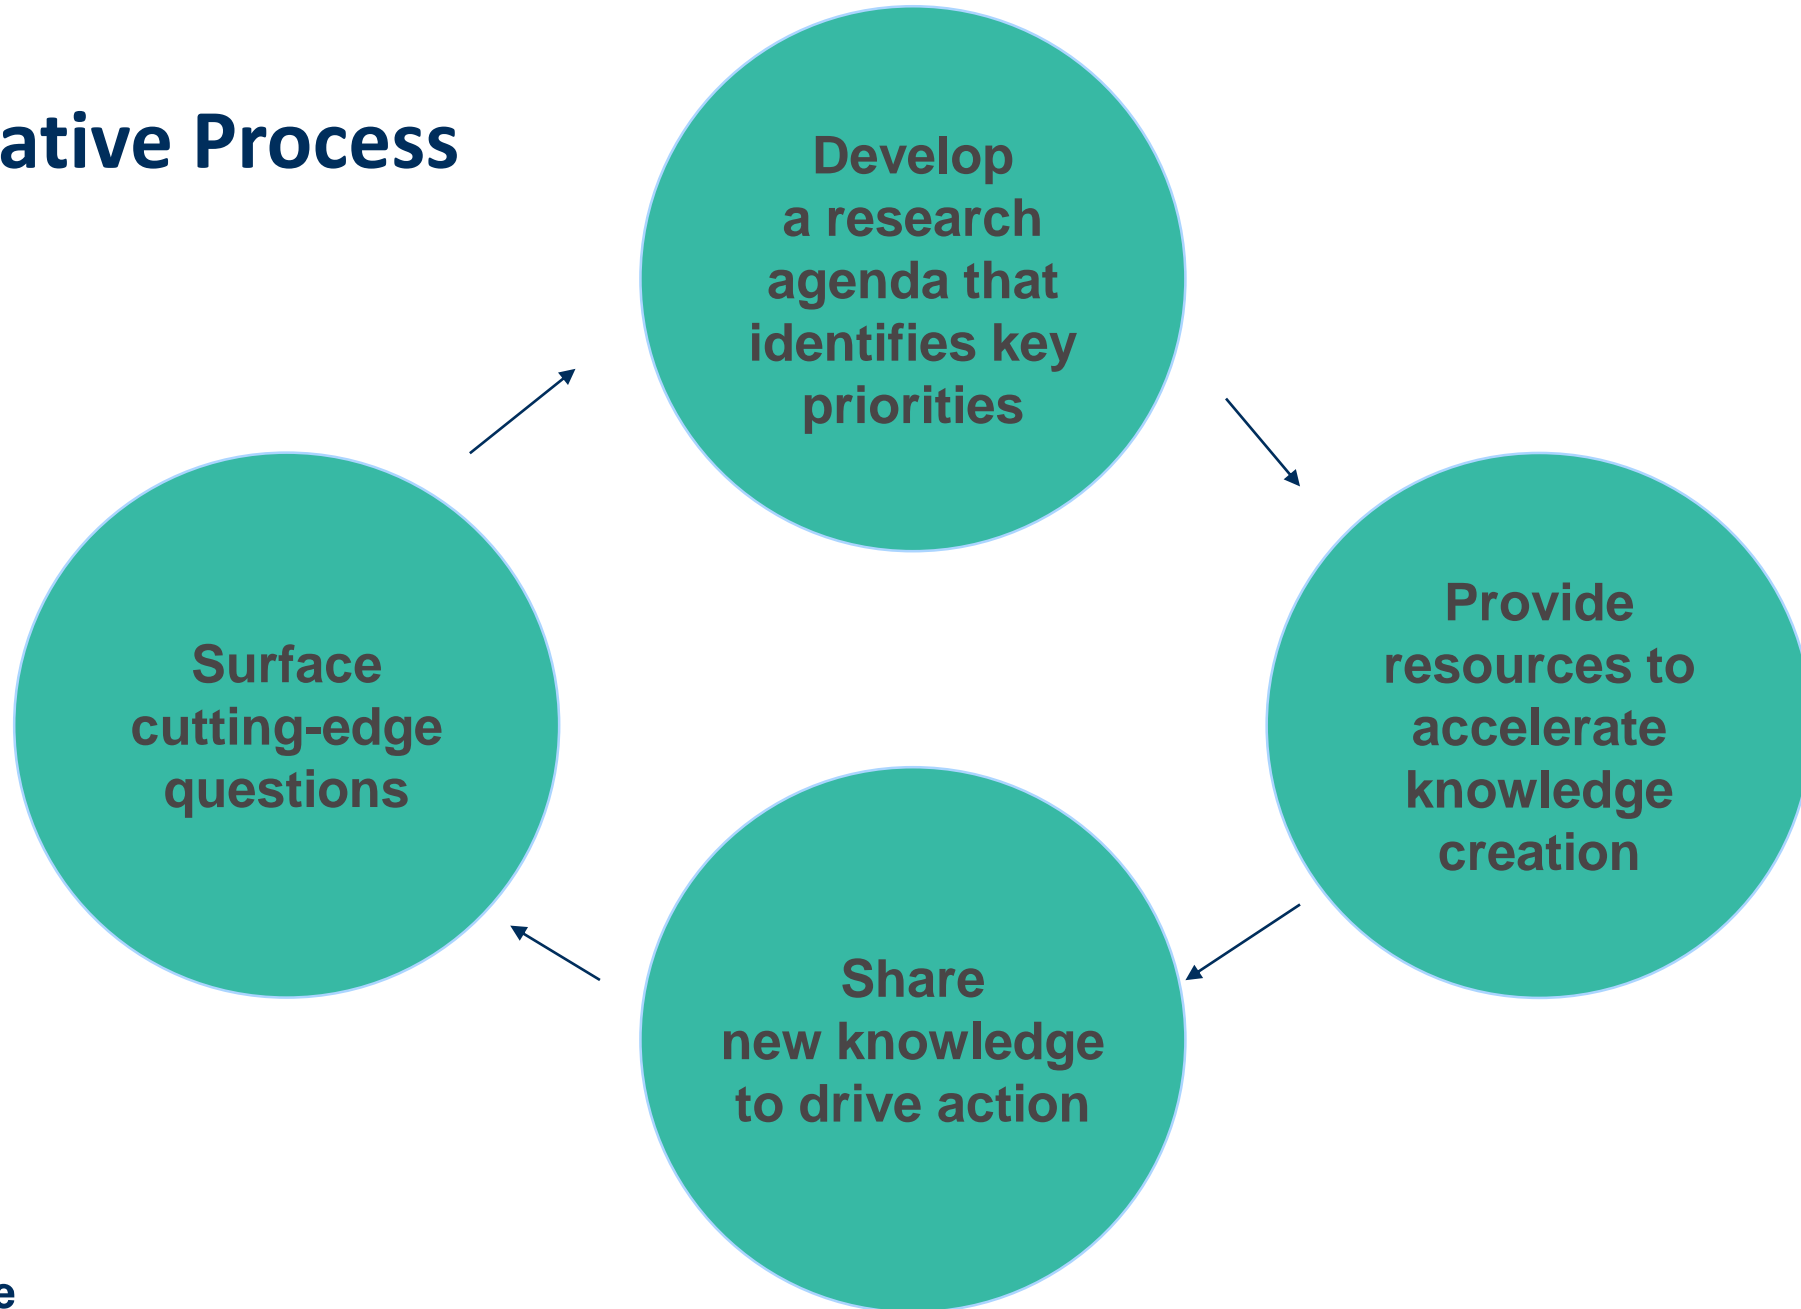 ative Process
Develop
a research
agenda that
identifies key
priorities
Provide
resources to
accelerate
knowledge
creation
Surface
cutting-edge
questions
Share
new knowledge
to drive action
e